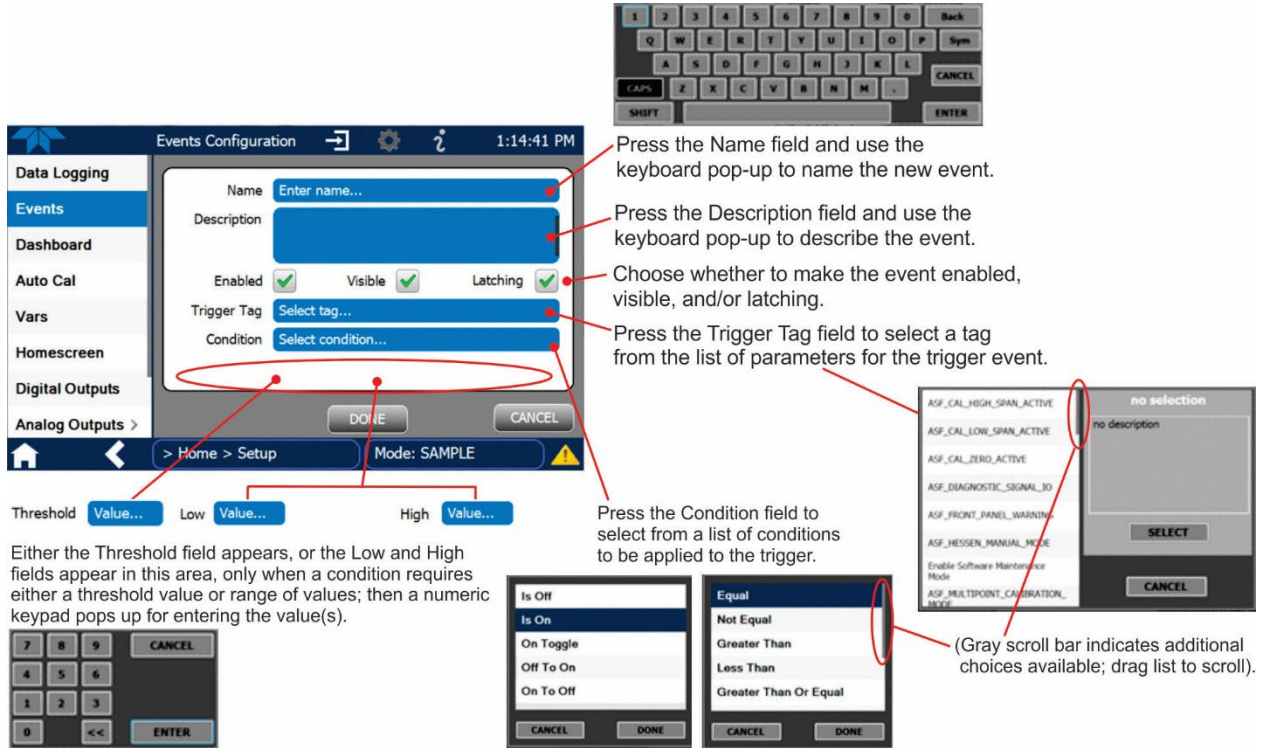 1 2 3 4 5 6 7 8 9 0 Back
Q W E R T Y U I O P Sym
A S D F G H J K L
CANCEL
CAPS Z X C V B N M .
SHIFT ENTER
Events Configuration 1:14:41 PM
Data Logging
Events
Dashboard
Auto Cal
Vars
Homescreen
Digital Outputs
Analog Outputs >
Name Enter name...
Description
Enabled Visible Latching
Trigger Tag Select tag...
Condition Select condition...
DONE CANCEL
> Home > Setup Mode: SAMPLE
Press the Name field and use the
keyboard pop-up to name the new event.
Press the Description field and use the
keyboard pop-up to describe the event.
Choose whether to make the event enabled,
visible, and/or latching.
Press the Trigger Tag field to select a tag
from the list of parameters for the trigger event.
ASF_CAL_HIGH_SPAN_ACTIVE
ASF_CAL_LOW_SPAN_ACTIVE
ASF_CAL_ZERO_ACTIVE
ASF_DIAGNOSTIC_SIGNAL_IO
ASF_FRONT_PANEL_WARNING
ASF_HESSEN_MANUAL_MODE
Enable Software Maintenance
Mode
ASF_MULTIPOINT_CALIBRATION_
MODE
no selection
no description
SELECT
CANCEL
Threshold Value... Low Value... High Value...
Either the Threshold field appears, or the Low and High
fields appear in this area, only when a condition requires
either a threshold value or range of values; then a numeric
keypad pops up for entering the value(s).
7 8 9 CANCEL
4 5 6
1 2 3
0 << ENTER
Press the Condition field to
select from a list of conditions
to be applied to the trigger.
Is Off
Is On
On Toggle
Off To On
On To Off
CANCEL DONE
Equal
Not Equal
Greater Than
Less Than
Greater Than Or Equal
CANCEL DONE
(Gray scroll bar indicates additional
choices available; drag list to scroll).